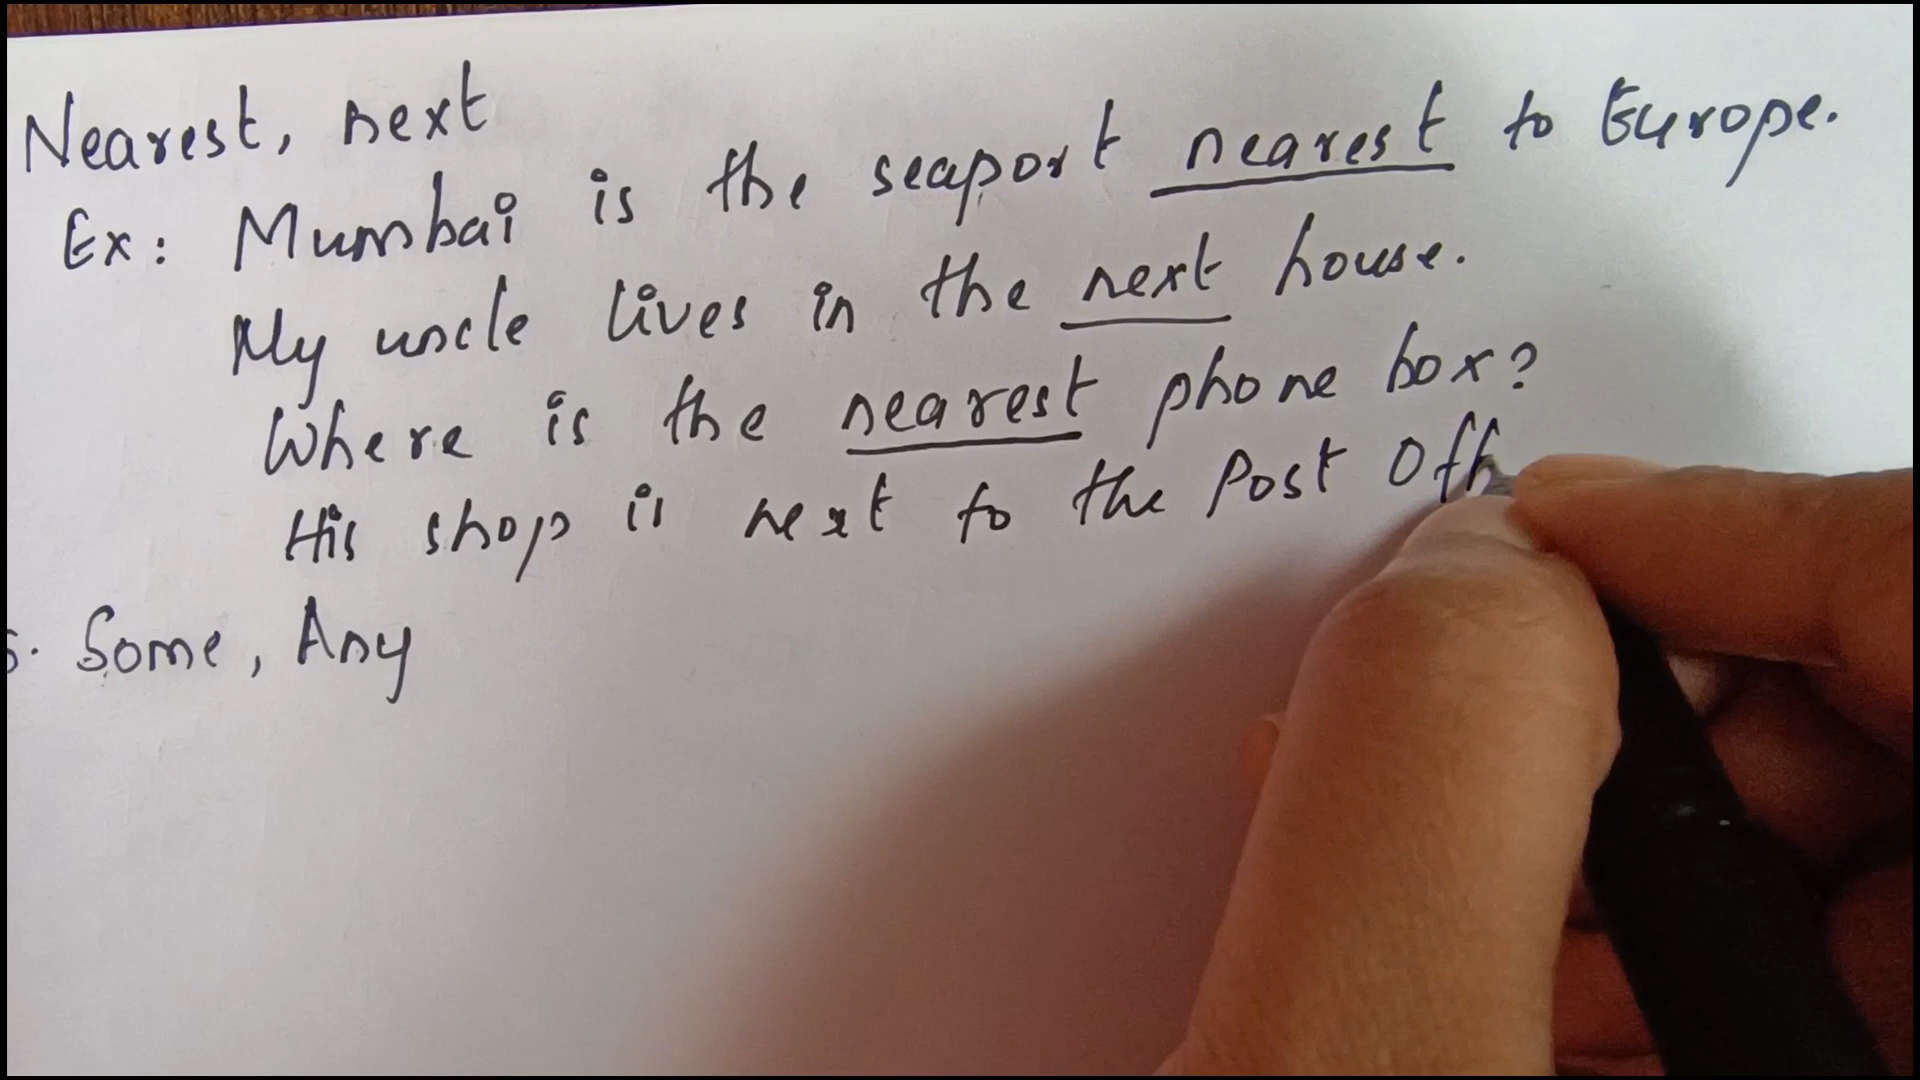 Nearest, next
Ex: Mumbai is the seaport nearest to Europe.
My uncle lives in the next house.
Where is the nearest phone box?
His shop is next to the Post Off
5. Some, Any